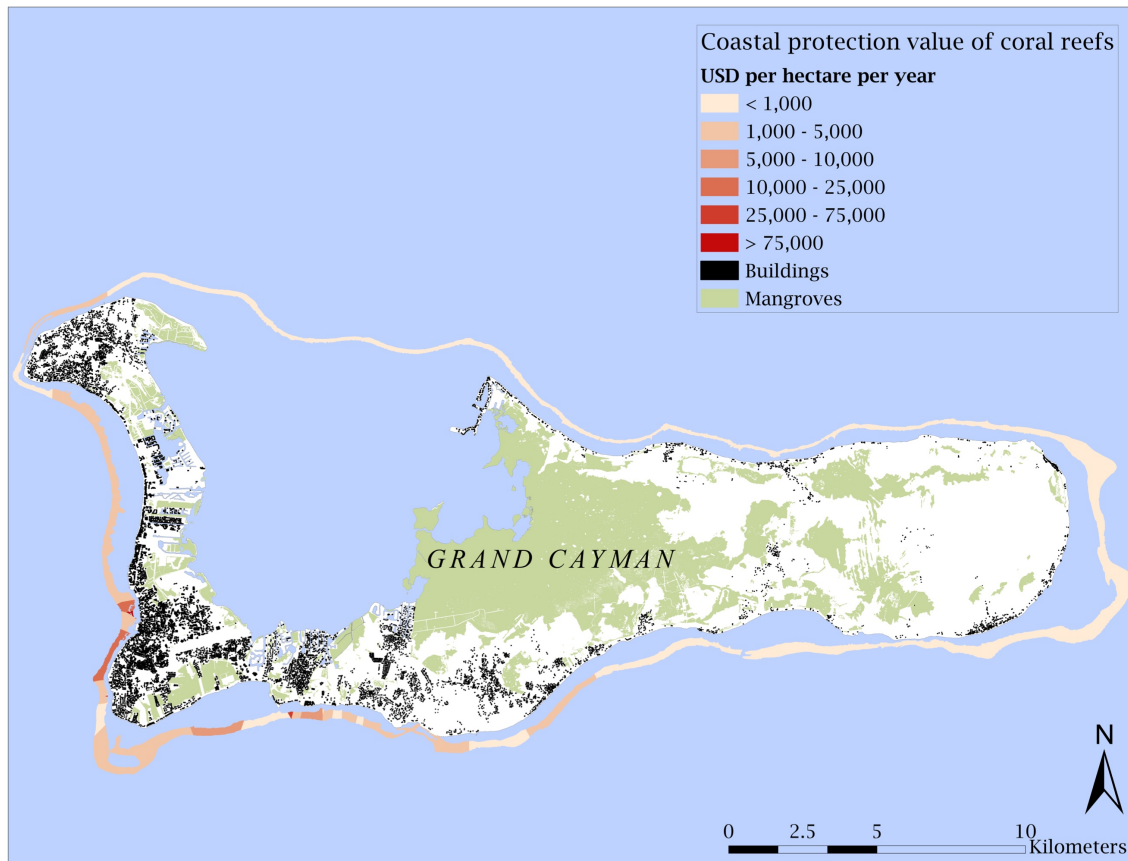 Coastal protection value of coral reefs
USD per hectare per year
< 1,000
1,000 - 5,000
5,000 - 10,000
10,000 - 25,000
25,000 - 75,000
> 75,000
Buildings
Mangroves
GRAND CAYMAN
N
0 2.5 5 10
Kilometers